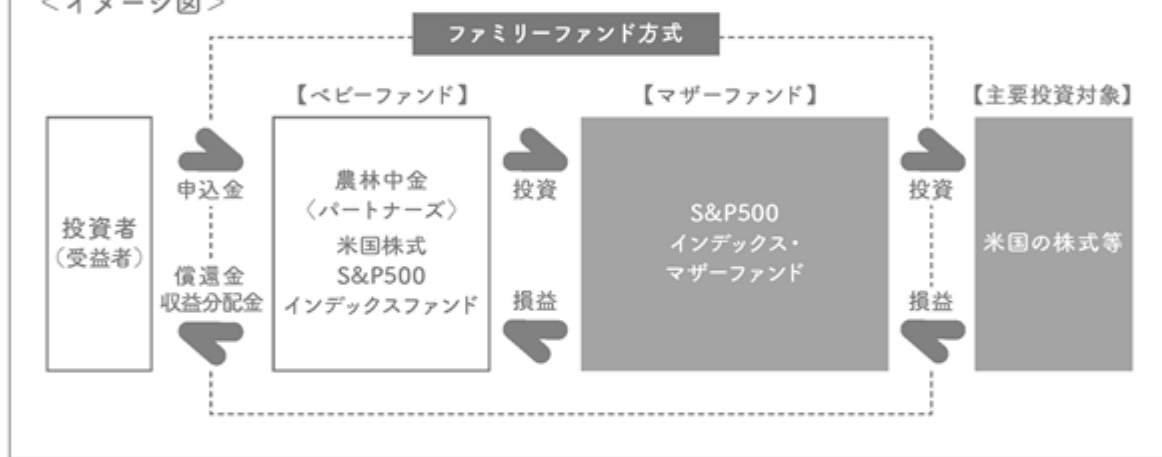 <イメージ図>
ファミリーファンド方式
【ベビーファンド】
【マザーファンド】
【主要投資対象】
投資者
（受益者）
申込金
償還金
収益分配金
農林中金
〈パートナーズ〉
米国株式
S&P500
インデックスファンド
投資
損益
S&P500
インデックス・
マザーファンド
投資
損益
米国の株式等